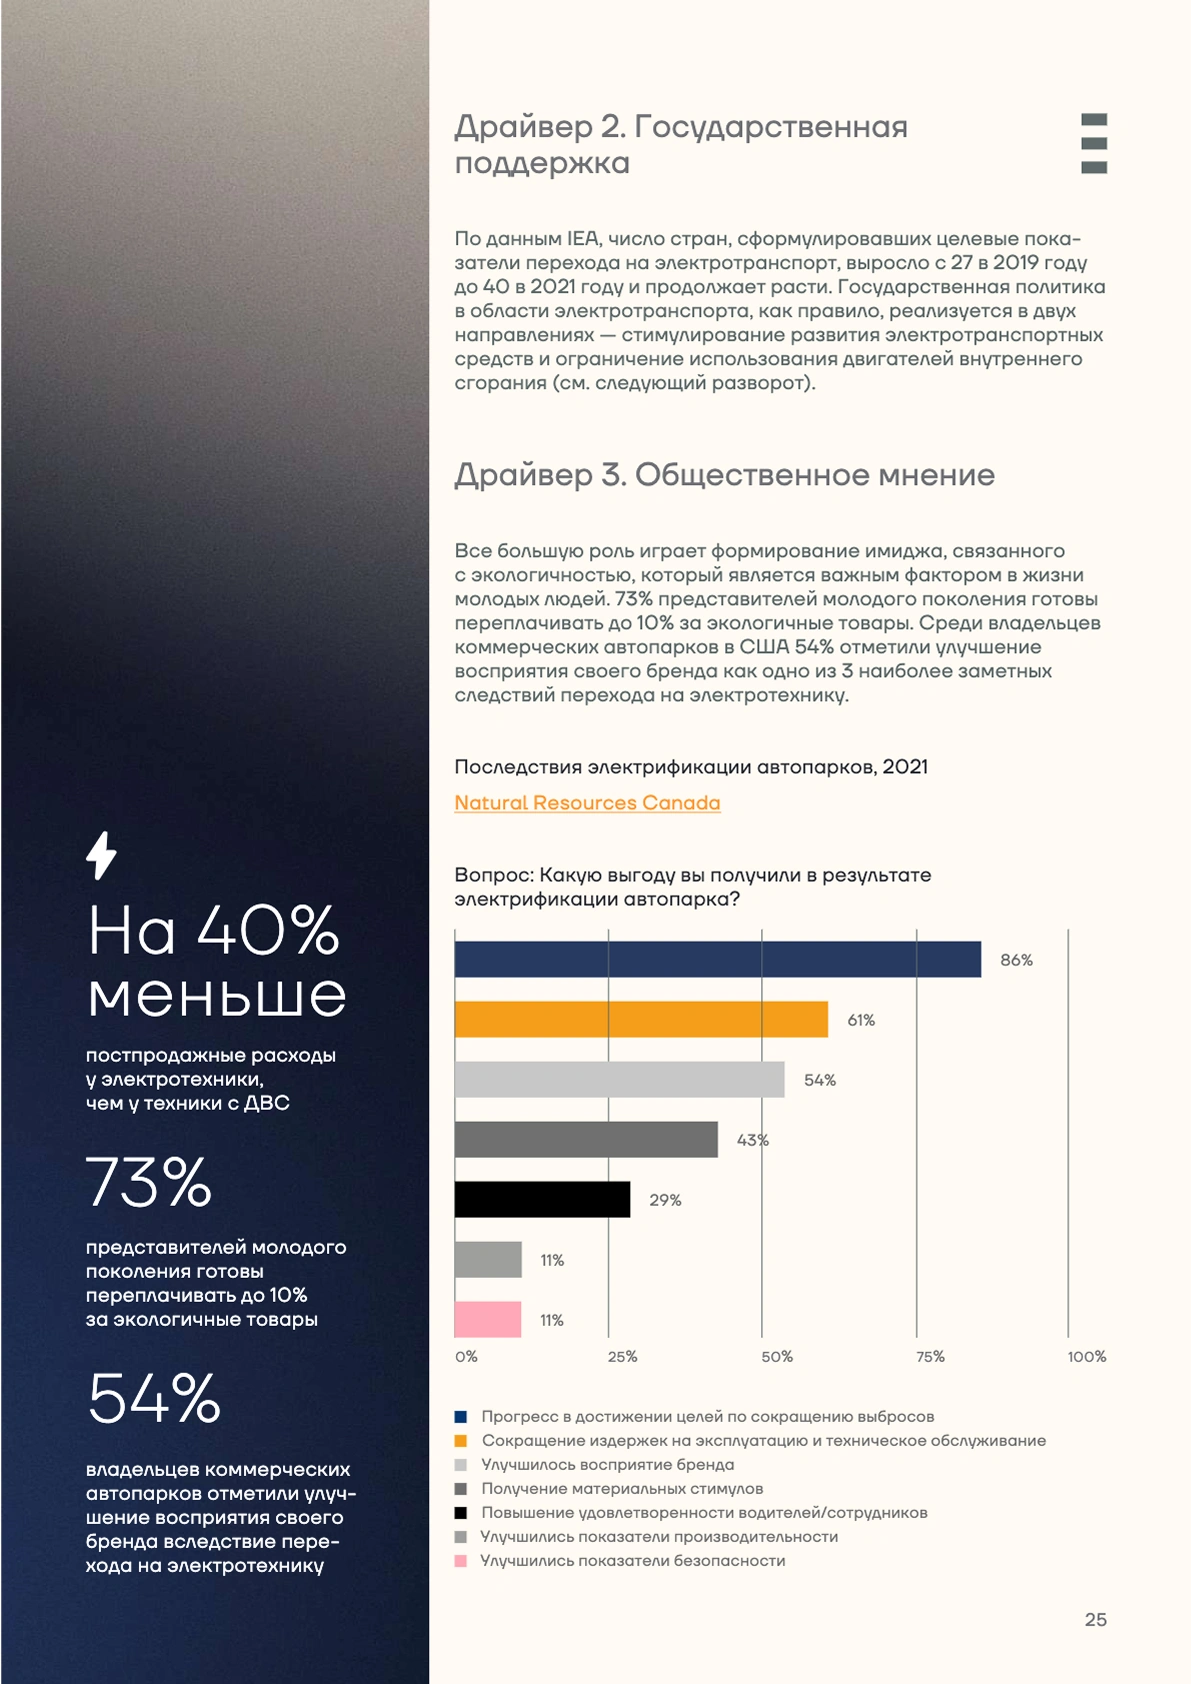 Драйвер 2. Государственная
поддержка
По данным IEA, число стран, сформулировавших целевые пока-
затели перехода на электротранспорт, выросло с 27 в 2019 году
до 40 в 2021 году и продолжает расти. Государственная политика
в области электротранспорта, как правило, реализуется в двух
направлениях — стимулирование развития электротранспортных
средств и ограничение использования двигателей внутреннего
сгорания (см. следующий разворот).
Драйвер 3. Общественное мнение
Все большую роль играет формирование имиджа, связанного
с экологичностью, который является важным фактором в жизни
молодых людей. 73% представителей молодого поколения готовы
переплачивать до 10% за экологичные товары. Среди владельцев
коммерческих автопарков в США 54% отметили улучшение
восприятия своего бренда как одно из 3 наиболее заметных
следствий перехода на электротехнику.
Последствия электрификации автопарков, 2021
Natural Resources Canada
Вопрос: Какую выгоду вы получили в результате
электрификации автопарка?
86%
61%
54%
43%
29%
11%
11%
0% 25% 50% 75% 100%
Прогресс в достижении целей по сокращению выбросов
Сокращение издержек на эксплуатацию и техническое обслуживание
Улучшилось восприятие бренда
Получение материальных стимулов
Повышение удовлетворенности водителей/сотрудников
Улучшились показатели производительности
Улучшились показатели безопасности
На 40%
меньше
постпродажные расходы
у электротехники,
чем у техники с ДВС
73%
представителей молодого
поколения готовы
переплачивать до 10%
за экологичные товары
54%
владельцев коммерческих
автопарков отметили улуч-
шение восприятия своего
бренда вследствие пере-
хода на электротехнику
25